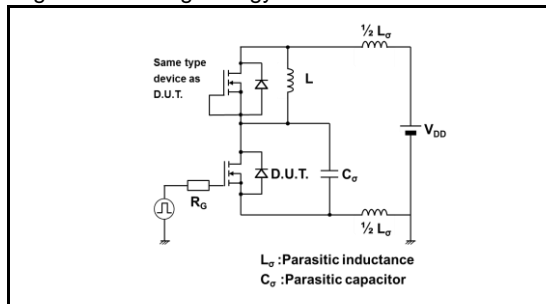 ½ Lσ
Same type
device as
D.U.T.
L
VDD
D.U.T.
Cσ
RG
½ Lσ
Lσ :Parasitic inductance
Cσ :Parasitic capacitor